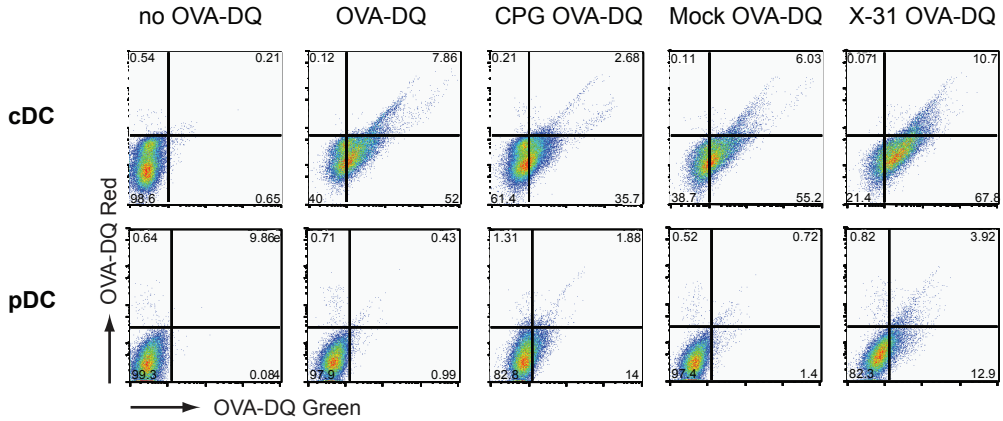 no OVA-DQ OVA-DQ CPG OVA-DQ Mock OVA-DQ X-31 OVA-DQ
0.54 0.21 0.12 7.86 0.21 2.68 0.11 6.03 0.071 10.7
cDC
98.6 0.65 40 52 61.4 35.7 38.7 55.2 21.4 67.8
0.64 9.86e 0.71 0.43 1.31 1.88 0.52 0.72 0.82 3.92
pDC
99.3 0.084 97.9 0.99 82.8 14 97.4 1.4 82.3 12.9
OVA-DQ Red
OVA-DQ Green